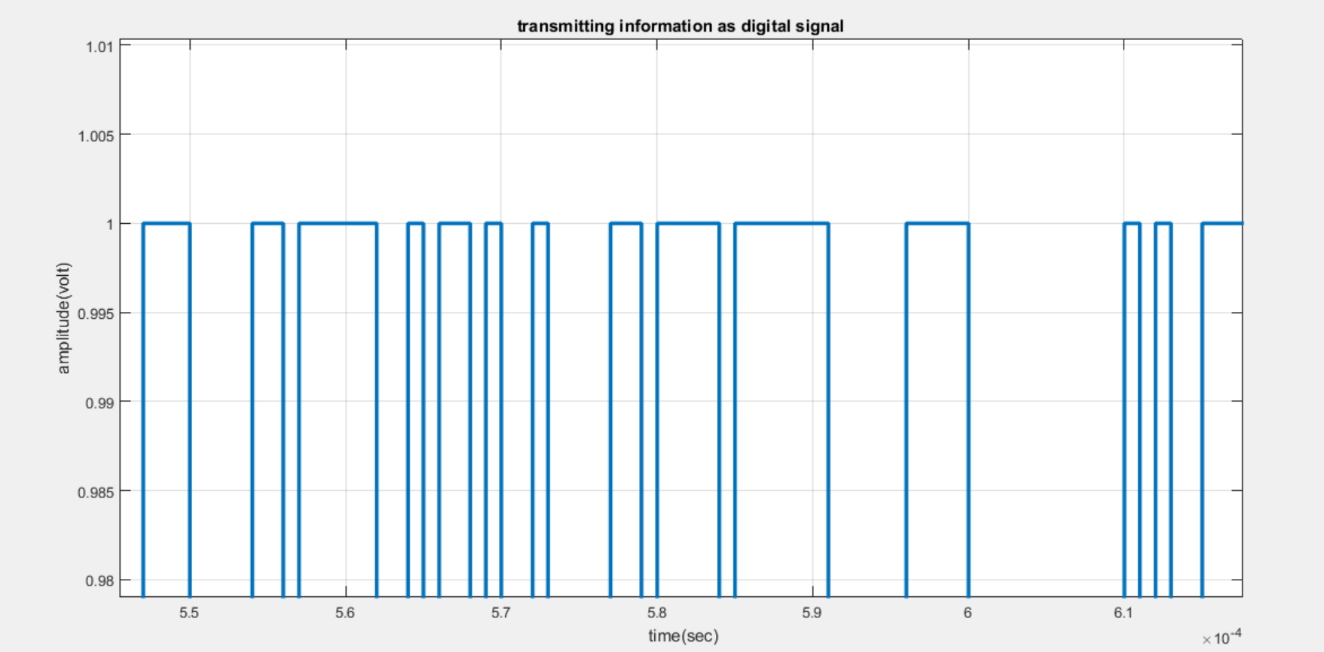 transmitting information as digital signal
1.01
1.005
1
0.995
0.99
0.985
0.98
amplitude(volt)
5.5 5.6 5.7 5.8 5.9 6 6.1
time(sec)
×10-4